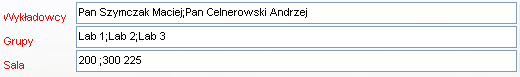 Wykładowcy Pan Szymczak Maciej;Pan Celnerowski Andrzej
Grupy Lab 1;Lab 2;Lab 3
Sala 200 ;300 225